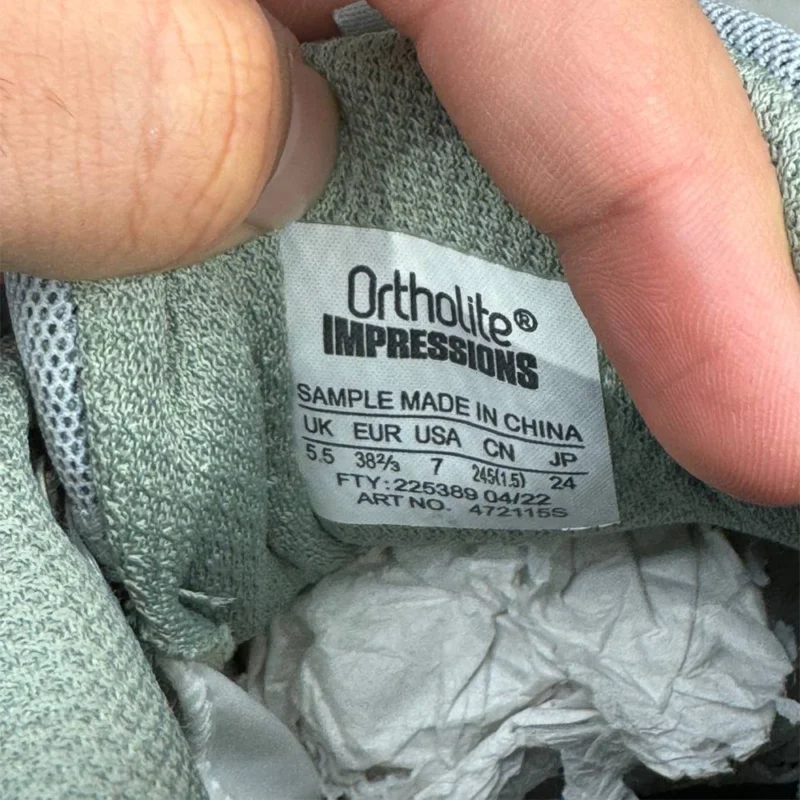 Ortholite®
IMPRESSIONS
SAMPLE MADE IN CHINA
UK EUR USA CN JP
5.5 38⅔ 7 245(1.5) 24
FTY:225389 04/22
ART NO. 472115S